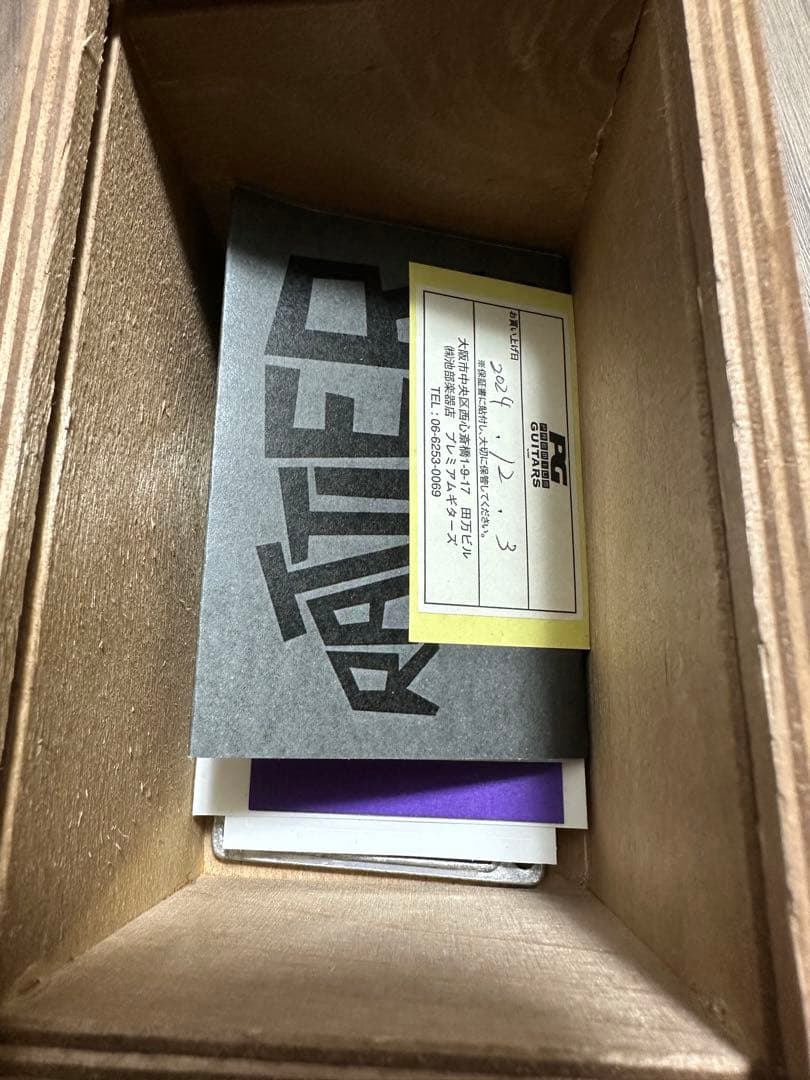 RATTIER
PG
PREMIUM
GUITARS
お買い上げ日
2024.12.3
※保証書に貼付し、大切に保管してください。
大阪市中央区西心斎橋1-9-17 田万ビル
㈱池部楽器店 プレミアムギターズ
TEL：06-6253-0069